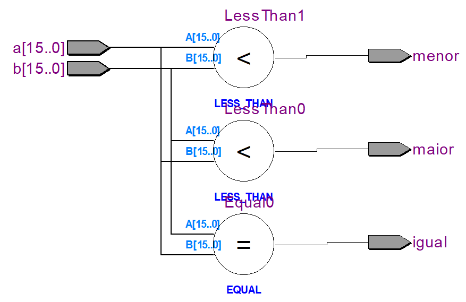 LessThan1
a[15..0]
b[15..0]
A[15..0]
B[15..0]
<
menor
LESS_THAN
LessThan0
A[15..0]
B[15..0]
<
maior
LESS_THAN
Equal0
A[15..0]
B[15..0]
=
igual
EQUAL